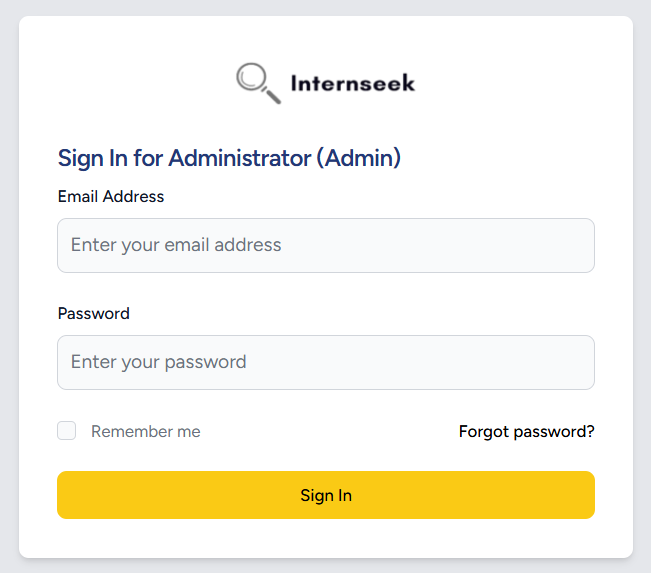 Internseek
Sign In for Administrator (Admin)
Email Address
Enter your email address
Password
Enter your password
Remember me
Forgot password?
Sign In